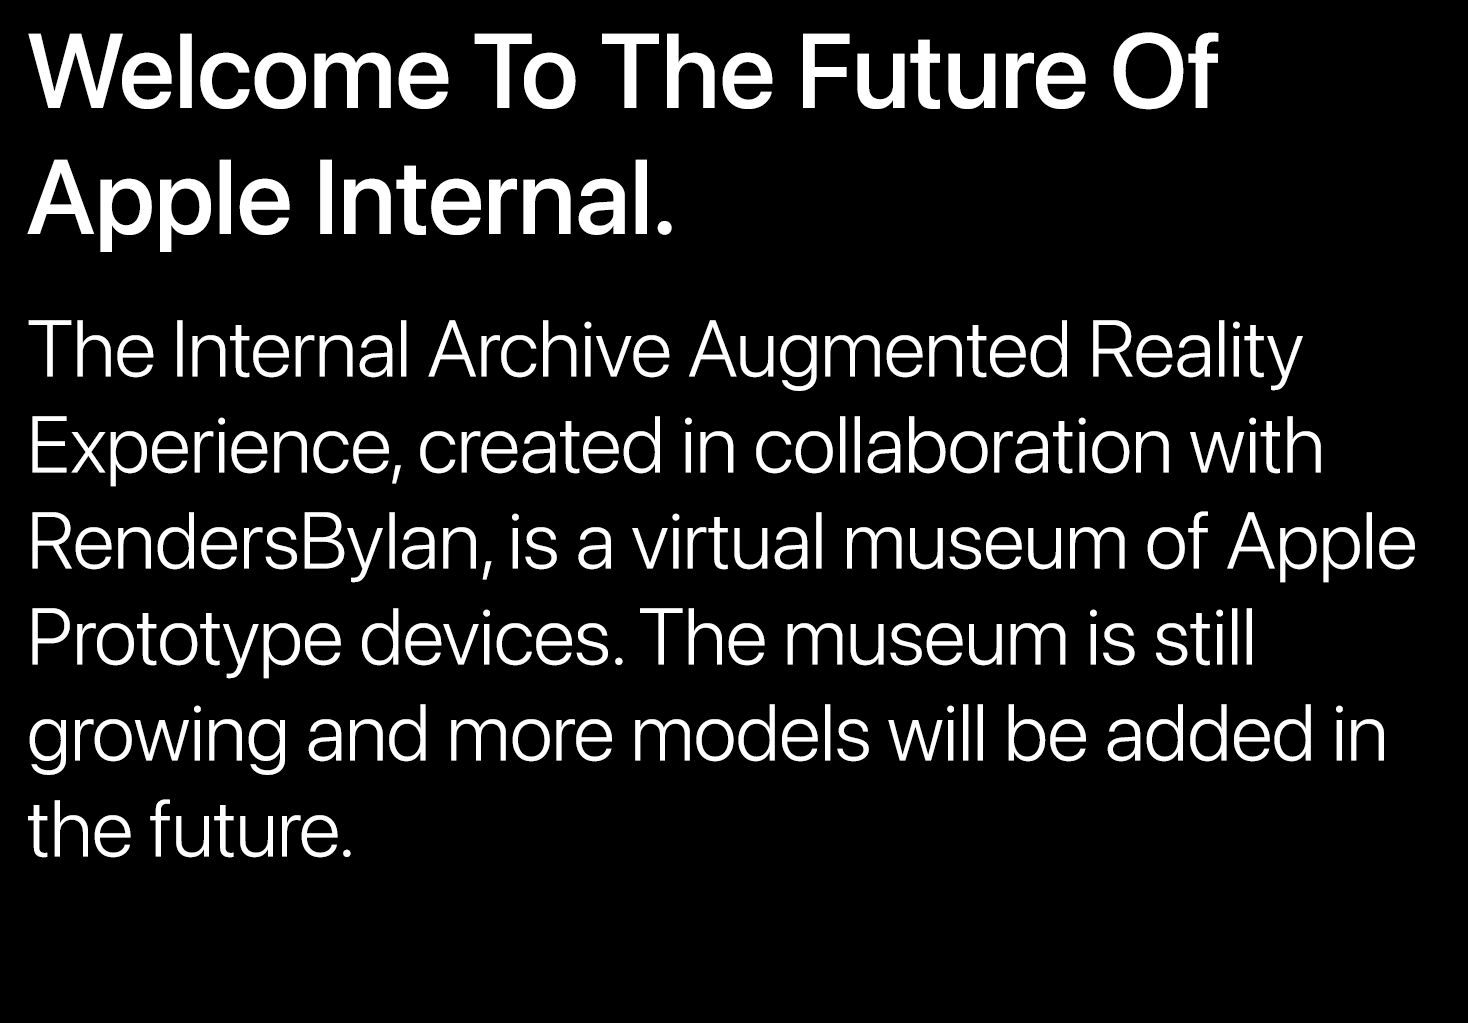 Welcome To The Future Of
Apple Internal.
The Internal Archive Augmented Reality
Experience, created in collaboration with
RendersByIan, is a virtual museum of Apple
Prototype devices. The museum is still
growing and more models will be added in
the future.